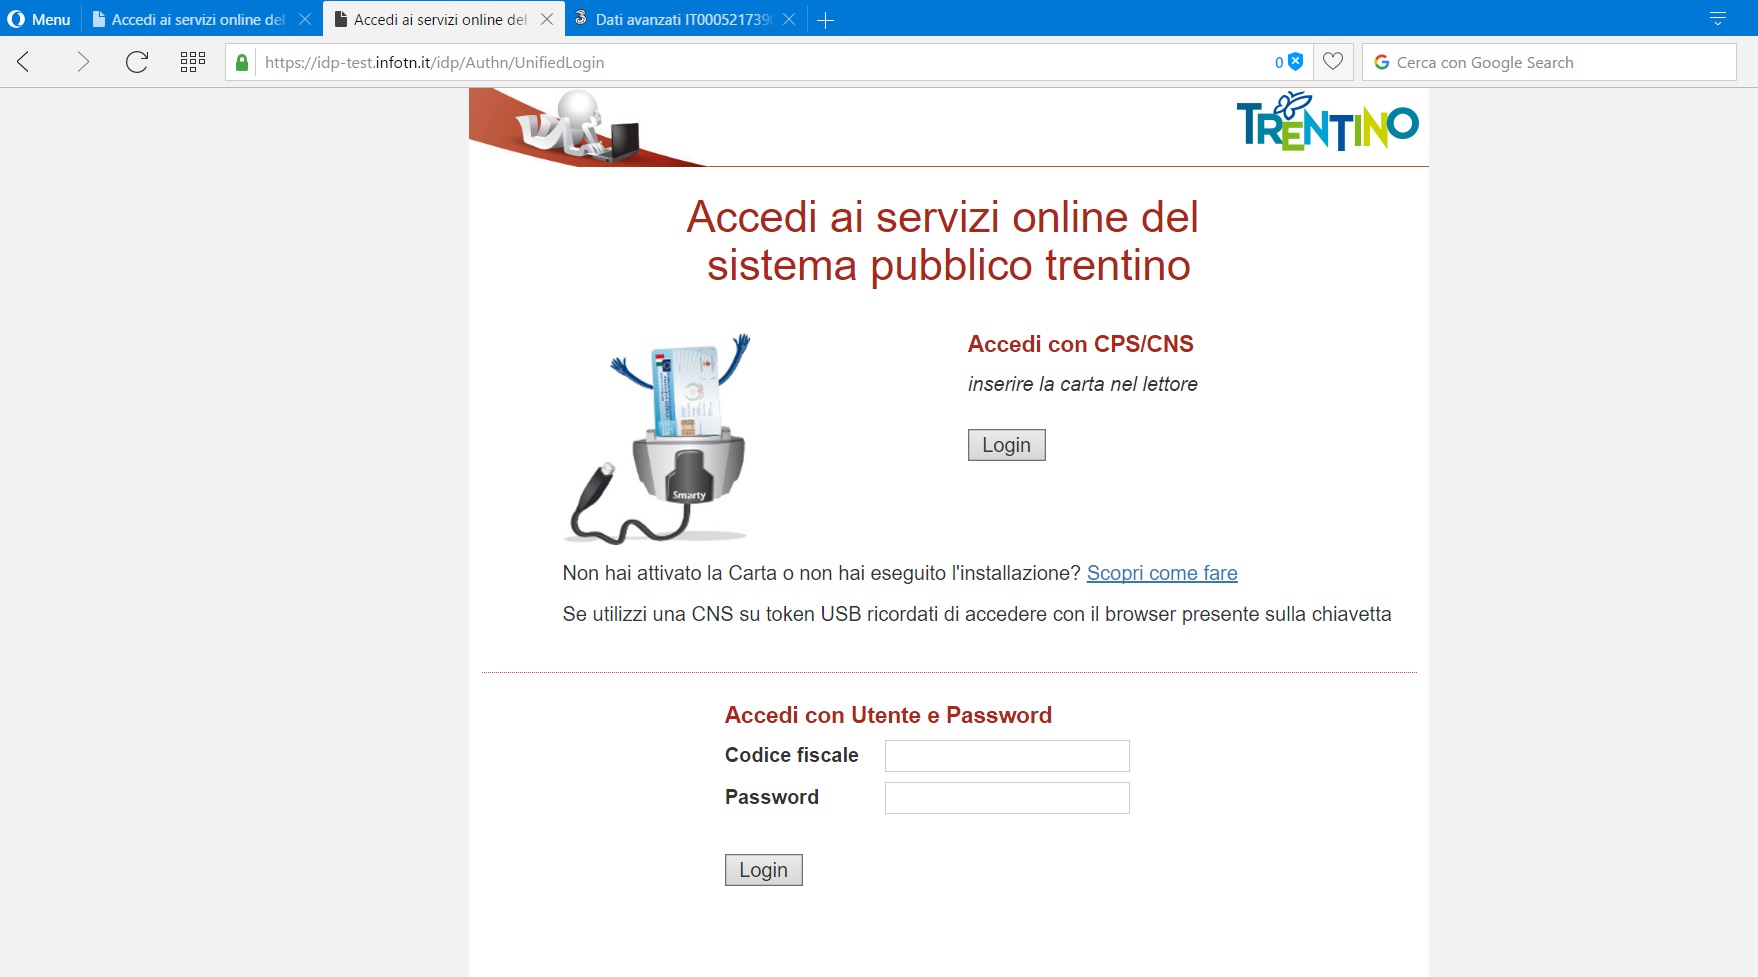 Menu
Accedi ai servizi online del
Accedi ai servizi online del
Dati avanzati IT000521739
https://idp-test.infotn.it/idp/Authn/UnifiedLogin
0
Cerca con Google Search
TRENTINO
Accedi ai servizi online del
sistema pubblico trentino
Accedi con CPS/CNS
inserire la carta nel lettore
Login
Smarty
Non hai attivato la Carta o non hai eseguito l'installazione? Scopri come fare
Se utilizzi una CNS su token USB ricordati di accedere con il browser presente sulla chiavetta
Accedi con Utente e Password
Codice fiscale
Password
Login